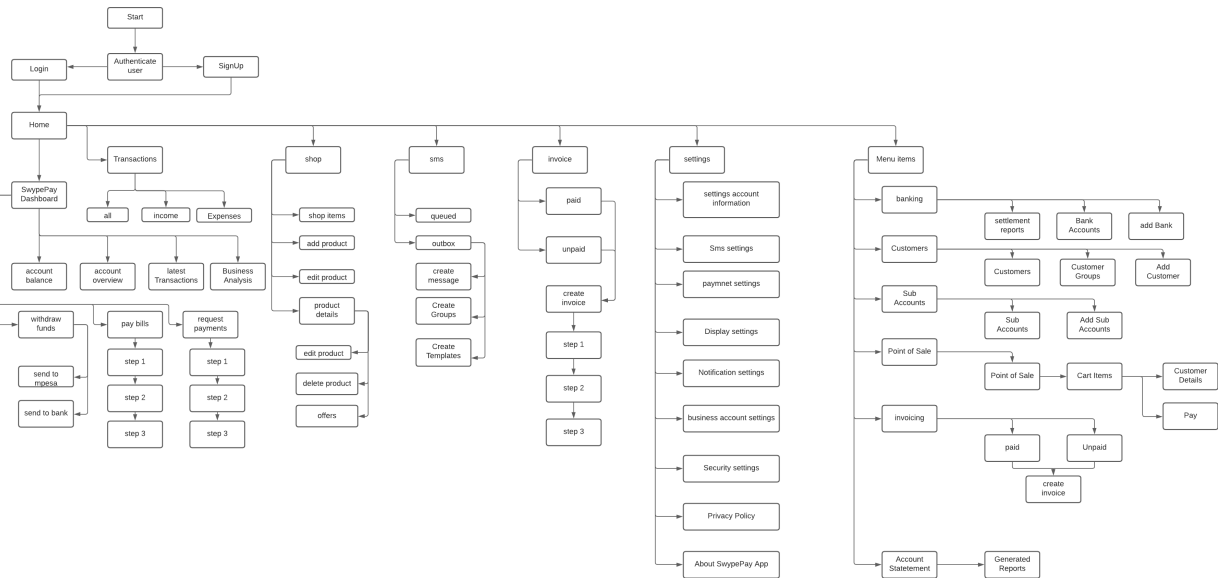 Start
Authenticate
user
Login
SignUp
Home
Transactions
shop
sms
invoice
settings
Menu items
SwypePay
Dashboard
all
income
Expenses
account
balance
account
overview
latest
Transactions
Business
Analysis
withdraw
funds
pay bills
request
payments
send to
mpesa
send to bank
step 1
step 2
step 3
step 1
step 2
step 3
shop items
add product
edit product
product
details
edit product
delete product
offers
queued
outbox
create
message
Create
Groups
Create
Templates
paid
unpaid
create
invoice
step 1
step 2
step 3
settings account
information
Sms settings
paymnet settings
Display settings
Notification settings
business account settings
Security settings
Privacy Policy
About SwypePay App
banking
settlement
reports
Bank
Accounts
add Bank
Customers
Customers
Customer
Groups
Add
Customer
Sub
Accounts
Sub
Accounts
Add Sub
Accounts
Point of Sale
Point of Sale
Cart Items
Customer
Details
Pay
invoicing
paid
Unpaid
create
invoice
Account
Statetement
Generated
Reports